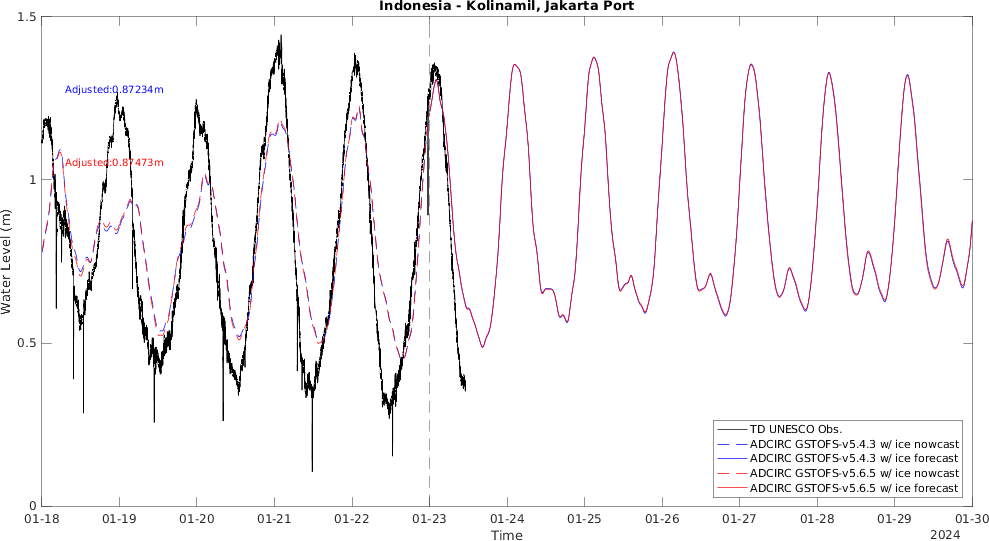 Indonesia - Kolinamil, Jakarta Port
1.5
1
0.5
0
Water Level (m)
Adjusted:0.87234m
Adjusted:0.87473m
TD UNESCO Obs.
ADCIRC GSTOFS-v5.4.3 w/ ice nowcast
ADCIRC GSTOFS-v5.4.3 w/ ice forecast
ADCIRC GSTOFS-v5.6.5 w/ ice nowcast
ADCIRC GSTOFS-v5.6.5 w/ ice forecast
01-18 01-19 01-20 01-21 01-22 01-23 01-24 01-25 01-26 01-27 01-28 01-29 01-30
Time
2024